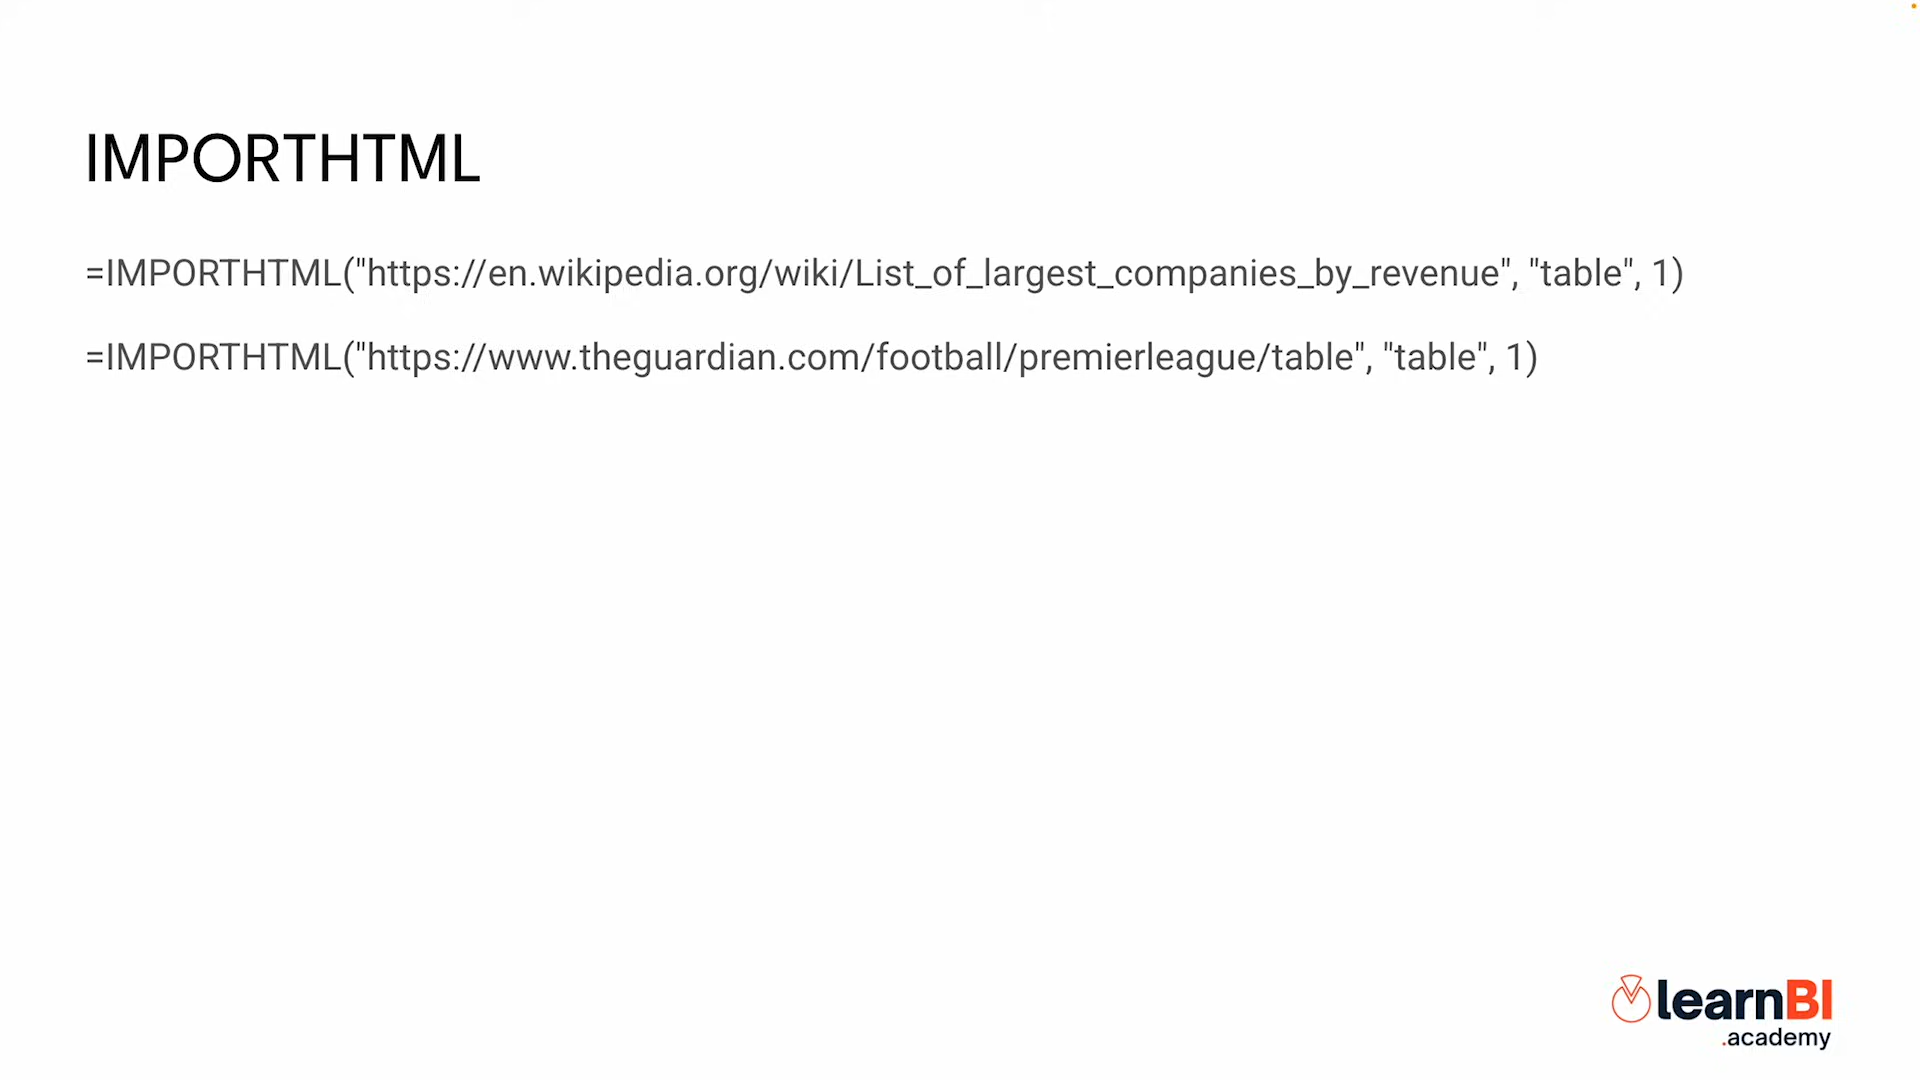 IMPORTHTML
=IMPORTHTML("https://en.wikipedia.org/wiki/List_of_largest_companies_by_revenue", "table", 1)
=IMPORTHTML("https://www.theguardian.com/football/premierleague/table", "table", 1)
learnBI
.academy